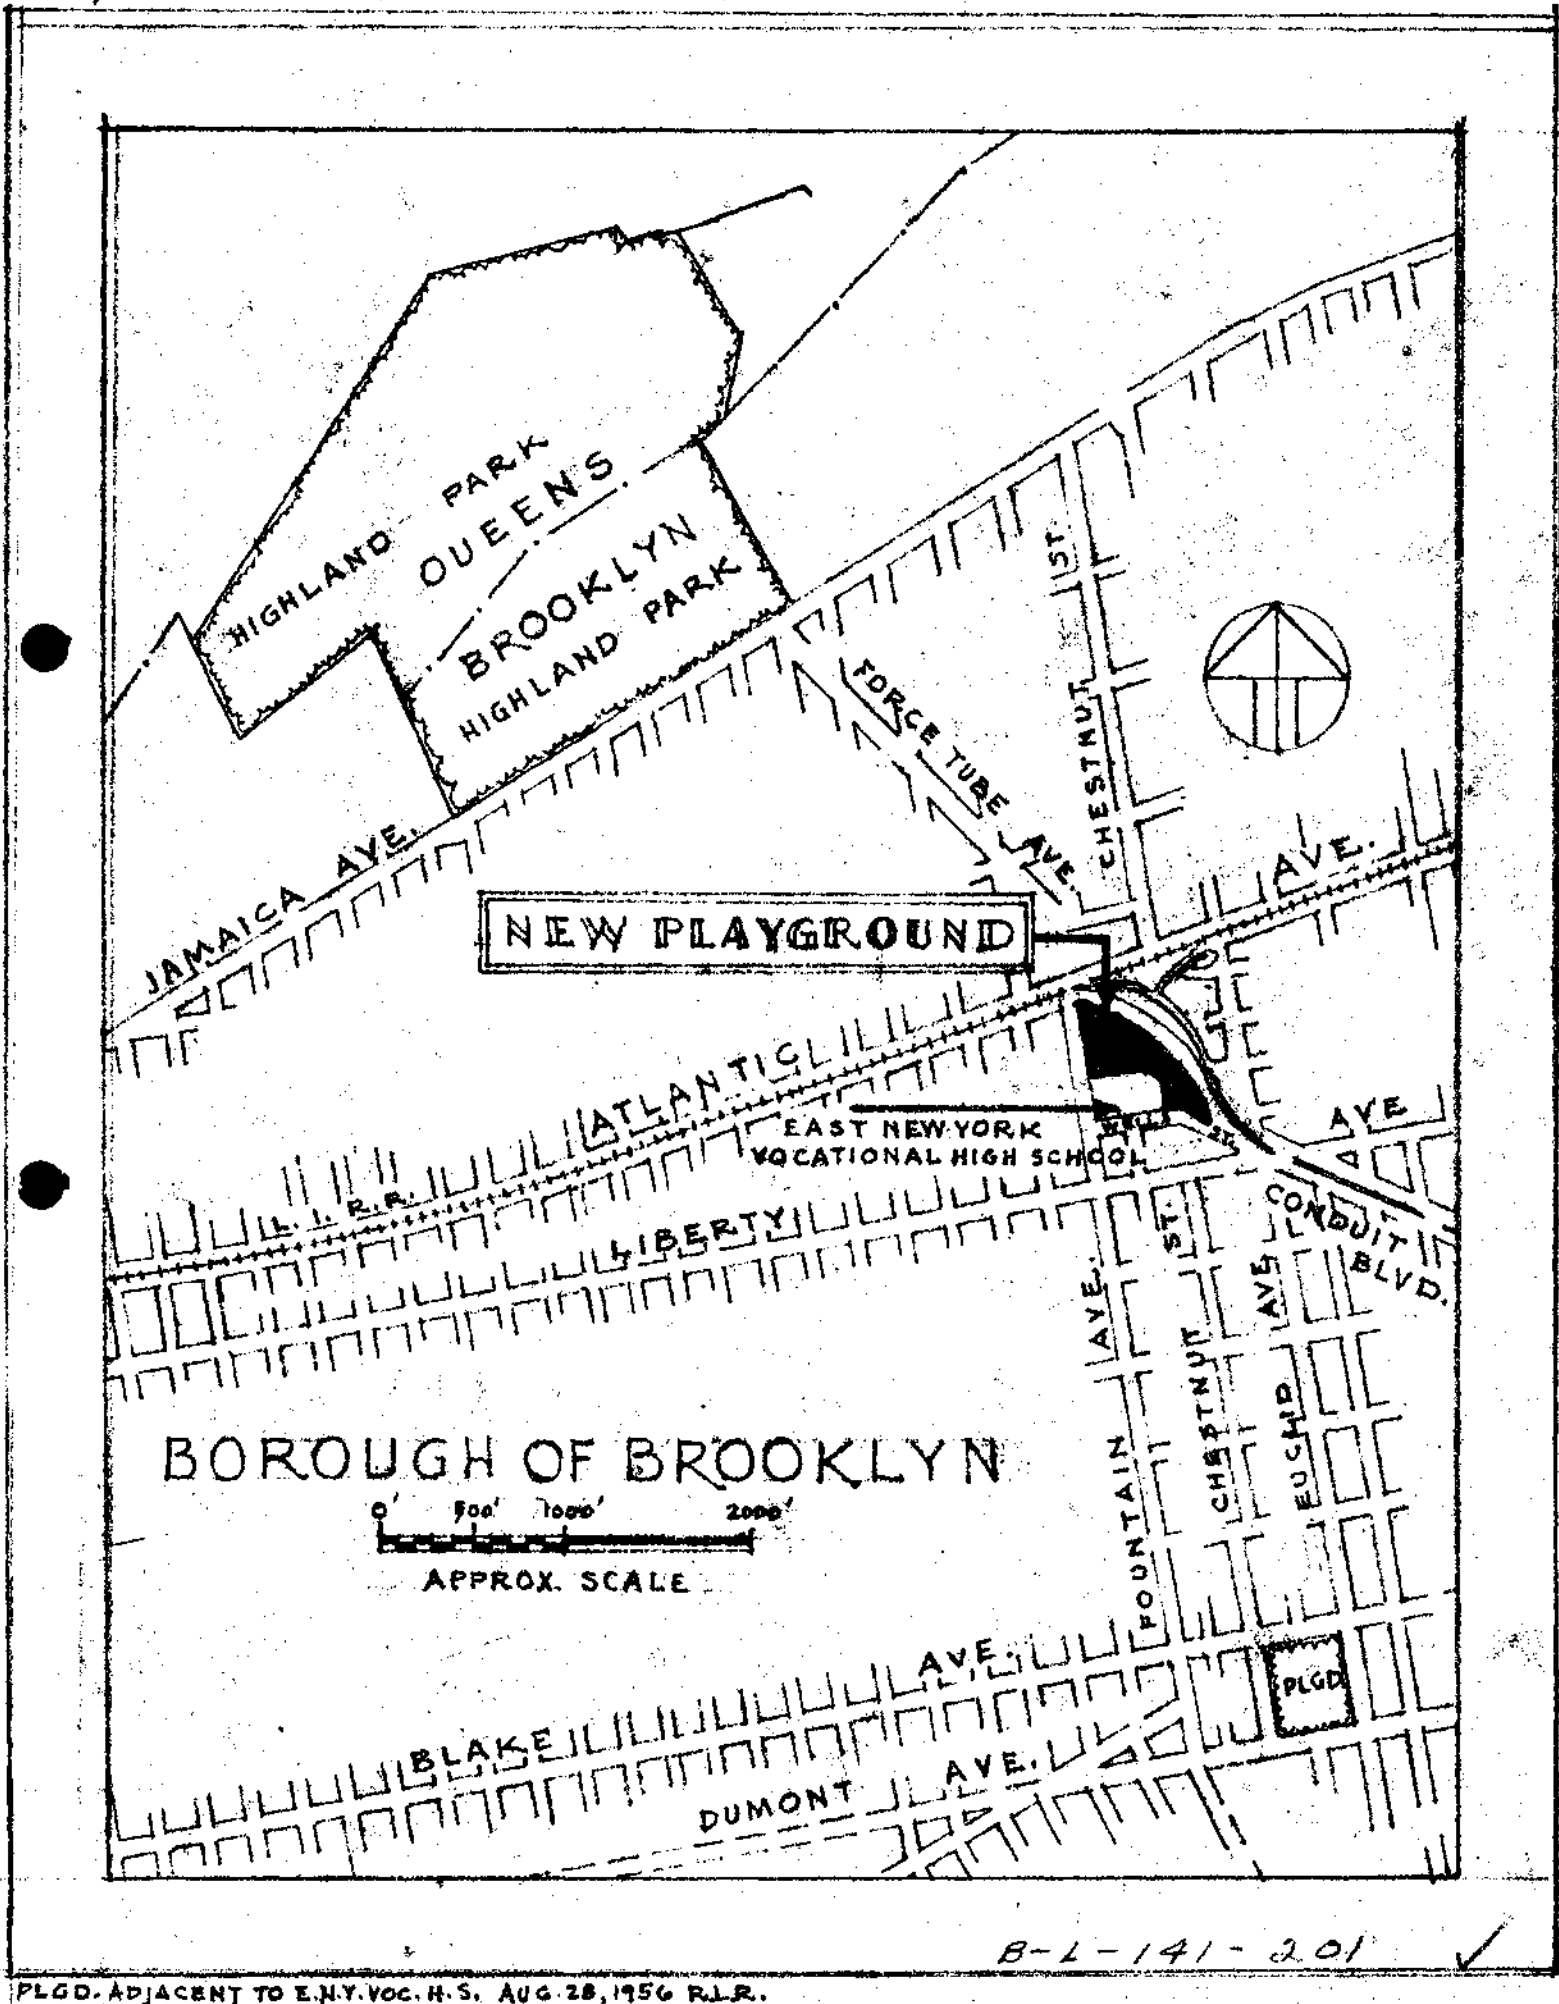 HIGHLAND PARK
QUEENS
BROOKLYN
HIGHLAND PARK
FORCE TUBE AVE.
CHESTNUT ST.
JAMAICA AVE.
NEW PLAYGROUND
ATLANTIC AVE.
L. I. R.R.
EAST NEW YORK
VOCATIONAL HIGH SCHOOL
ST.
LIBERTY AVE
CONDUIT
BLVD.
FOUNTAIN AVE.
CHESTNUT ST.
EUCLID AVE
BOROUGH OF BROOKLYN
0' 500' 1000' 2000'
APPROX. SCALE
BLAKE AVE.
PLGD
DUMONT AVE.
B-L-141-201
PLGD. ADJACENT TO E.N.Y. VOC. H.S. AUG. 28, 1956 R.L.R.